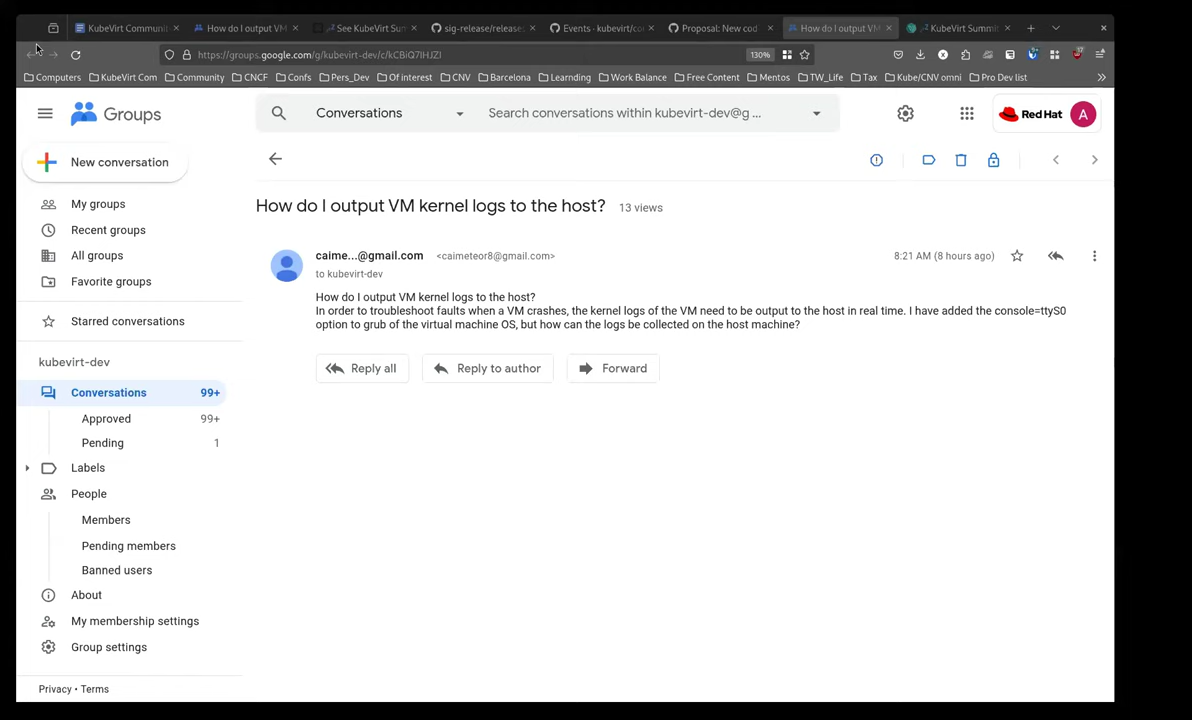 KubeVirt Communit
How do I output VM
See KubeVirt Sum
sig-release/release
Events · kubevirt/co
Proposal: New cod
How do I output VM
KubeVirt Summit
https://groups.google.com/g/kubevirt-dev/c/kCBiQ7IHJZI
130%
Computers
KubeVirt Com
Community
CNCF
Confs
Pers_Dev
Of interest
CNV
Barcelona
Learnding
Work Balance
Free Content
Mentos
TW_Life
Tax
Kube/CNV omni
Pro Dev list
Groups
Conversations
Search conversations within kubevirt-dev@g ...
Red Hat
A
New conversation
My groups
Recent groups
All groups
Favorite groups
Starred conversations
kubevirt-dev
Conversations 99+
Approved 99+
Pending 1
Labels
People
Members
Pending members
Banned users
About
My membership settings
Group settings
Privacy · Terms
How do I output VM kernel logs to the host? 13 views
caime...@gmail.com <caimeteor8@gmail.com> 8:21 AM (8 hours ago)
to kubevirt-dev
How do I output VM kernel logs to the host?
In order to troubleshoot faults when a VM crashes, the kernel logs of the VM need to be output to the host in real time. I have added the console=ttyS0
option to grub of the virtual machine OS, but how can the logs be collected on the host machine?
Reply all
Reply to author
Forward